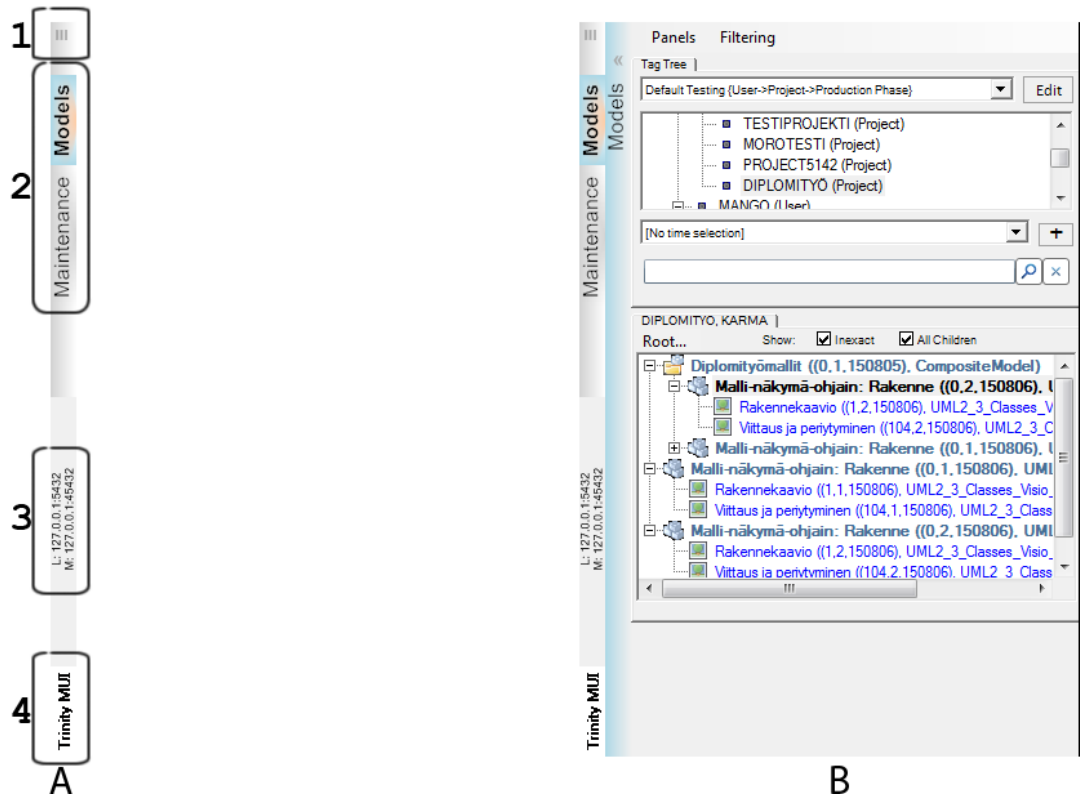 1
2
3
4
Models
Maintenance
L: 127.0.0.1:5432
M: 127.0.0.1:45432
Trinity MUI
A
Models
Maintenance
L: 127.0.0.1:5432
M: 127.0.0.1:45432
Trinity MUI
«
Models
Panels Filtering
Tag Tree
Default Testing {User->Project->Production Phase} Edit
TESTIPROJEKTI (Project)
MOROTESTI (Project)
PROJECT5142 (Project)
DIPLOMITYÖ (Project)
MANGO (User)
[No time selection] +
DIPLOMITYO, KARMA
Root... Show: Inexact All Children
Diplomityömallit ((0,1,150805), CompositeModel)
Malli-näkymä-ohjain: Rakenne ((0,2,150806), U
Rakennekaavio ((1,2,150806), UML2_3_Classes_V
Viittaus ja periytyminen ((104,2,150806), UML2_3_C
Malli-näkymä-ohjain: Rakenne ((0,1,150806), U
Malli-näkymä-ohjain: Rakenne ((0,1,150806), UML
Rakennekaavio ((1,1,150806), UML2_3_Classes_Visio_
Viittaus ja periytyminen ((104,1,150806), UML2_3_Class
Malli-näkymä-ohjain: Rakenne ((0,2,150806), UML
Rakennekaavio ((1,2,150806), UML2_3_Classes_Visio_
Viittaus ja periytyminen ((104,2,150806), UML2_3_Class
B